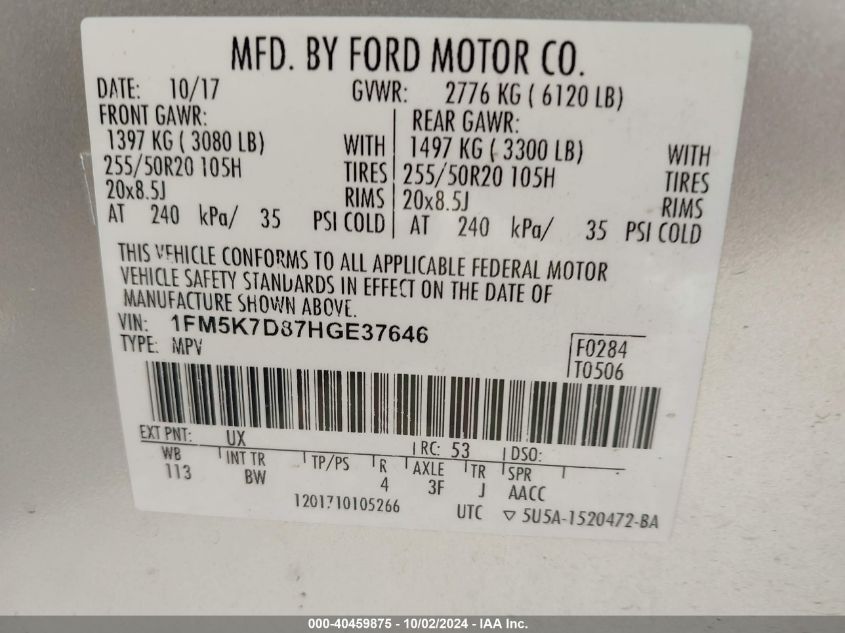 MFD. BY FORD MOTOR CO.
DATE: 10/17 GVWR: 2776 KG ( 6120 LB)
FRONT GAWR: REAR GAWR:
1397 KG ( 3080 LB) WITH 1497 KG ( 3300 LB) WITH
255/50R20 105H TIRES 255/50R20 105H TIRES
20x8.5J RIMS 20x8.5J RIMS
AT 240 kPa/ 35 PSI COLD AT 240 kPa/ 35 PSI COLD
THIS VEHICLE CONFORMS TO ALL APPLICABLE FEDERAL MOTOR
VEHICLE SAFETY STANDARDS IN EFFECT ON THE DATE OF
MANUFACTURE SHOWN ABOVE.
VIN: 1FM5K7D87HGE37646
TYPE: MPV
F0284
T0506
EXT PNT: UX RC: 53 DSO:
WB INT TR TP/PS R AXLE TR SPR
113 BW 4 3F J AACC
1201710105266 UTC ▽ 5U5A-1520472-BA
000-40459875 - 10/02/2024 - IAA Inc.